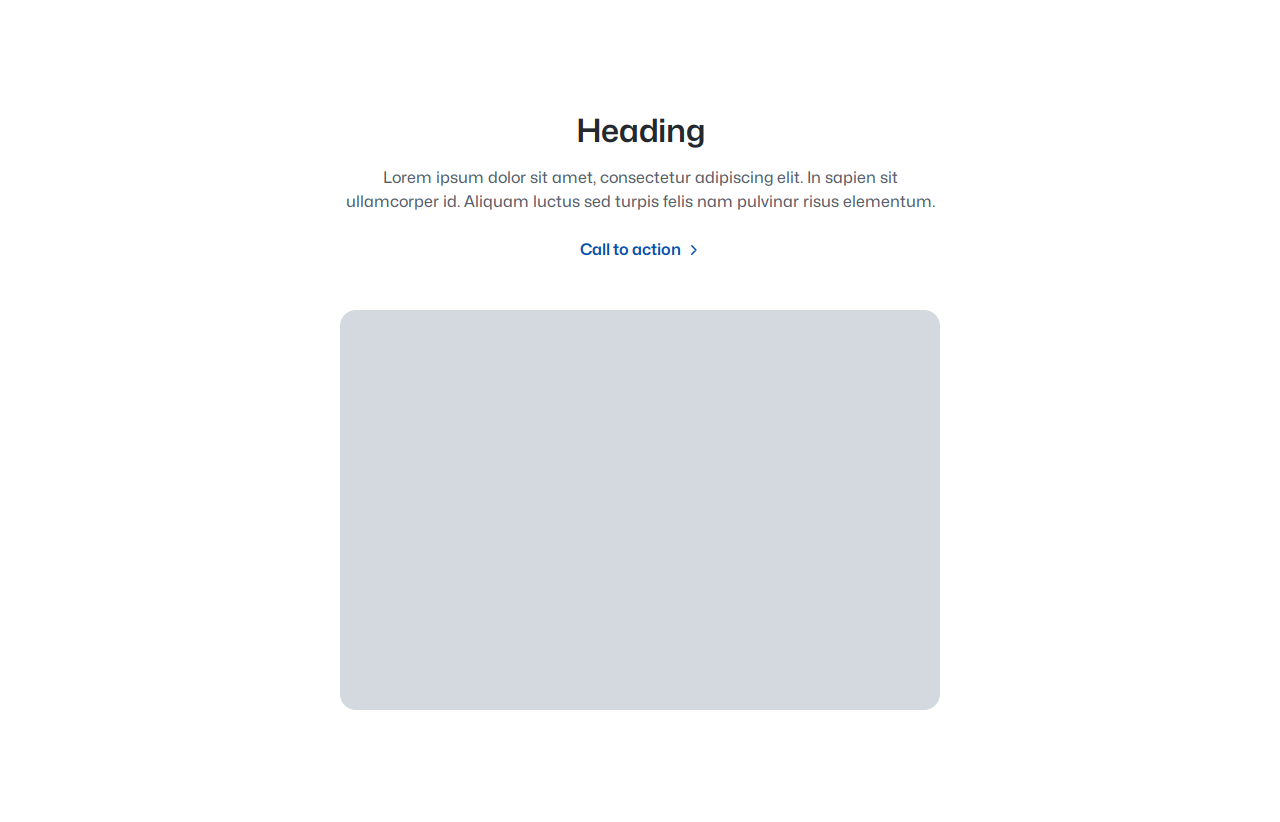 Heading
Lorem ipsum dolor sit amet, consectetur adipiscing elit. In sapien sit
ullamcorper id. Aliquam luctus sed turpis felis nam pulvinar risus elementum.
Call to action